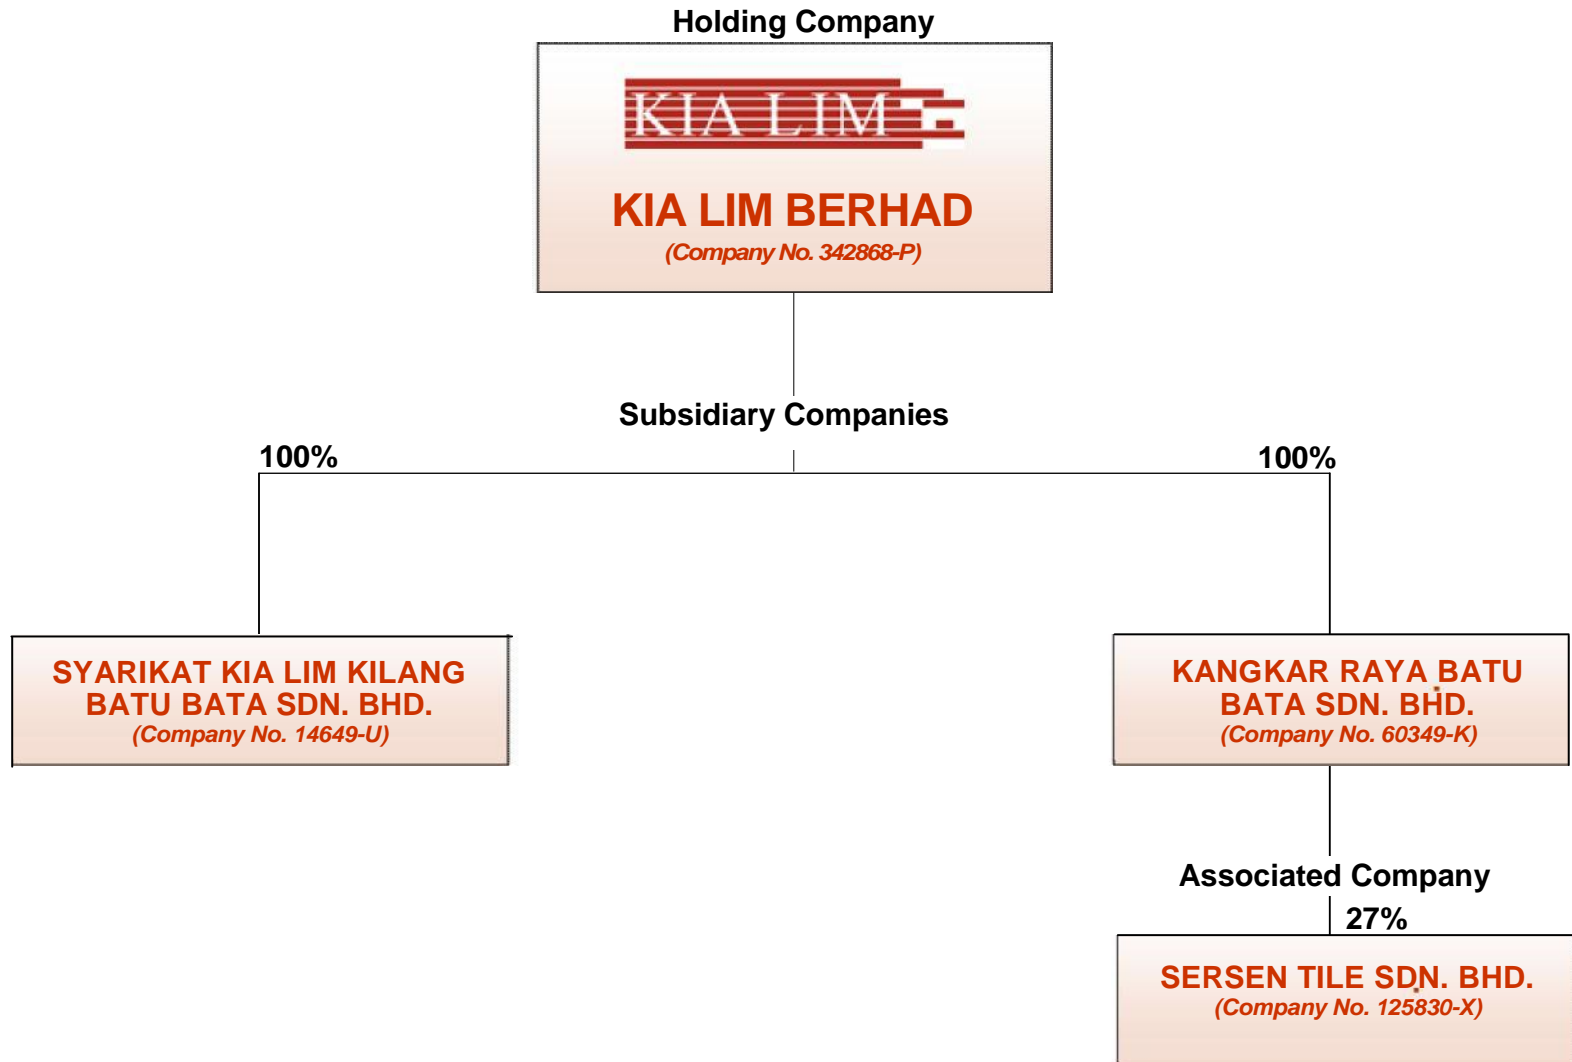 Holding Company
KIA LIM
KIA LIM BERHAD
(Company No. 342868-P)
Subsidiary Companies
100%
100%
SYARIKAT KIA LIM KILANG
BATU BATA SDN. BHD.
(Company No. 14649-U)
KANGKAR RAYA BATU
BATA SDN. BHD.
(Company No. 60349-K)
Associated Company
27%
SERSEN TILE SDN. BHD.
(Company No. 125830-X)